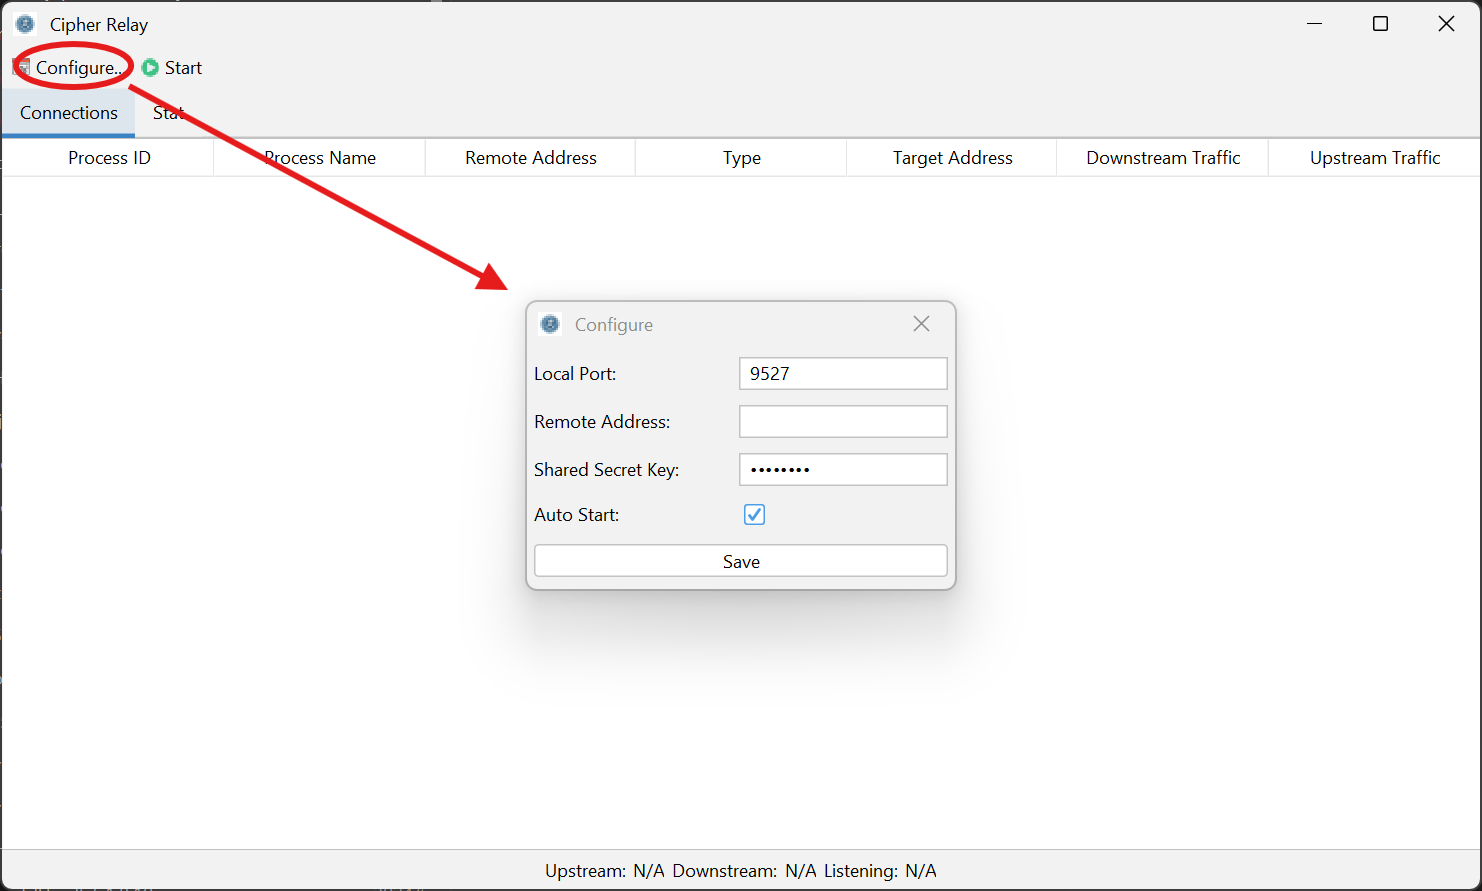 Cipher Relay
Configure... Start
Connections Stat
Process ID Process Name Remote Address Type Target Address Downstream Traffic Upstream Traffic
Configure
Local Port: 9527
Remote Address:
Shared Secret Key: ••••••••
Auto Start:
Save
Upstream: N/A Downstream: N/A Listening: N/A